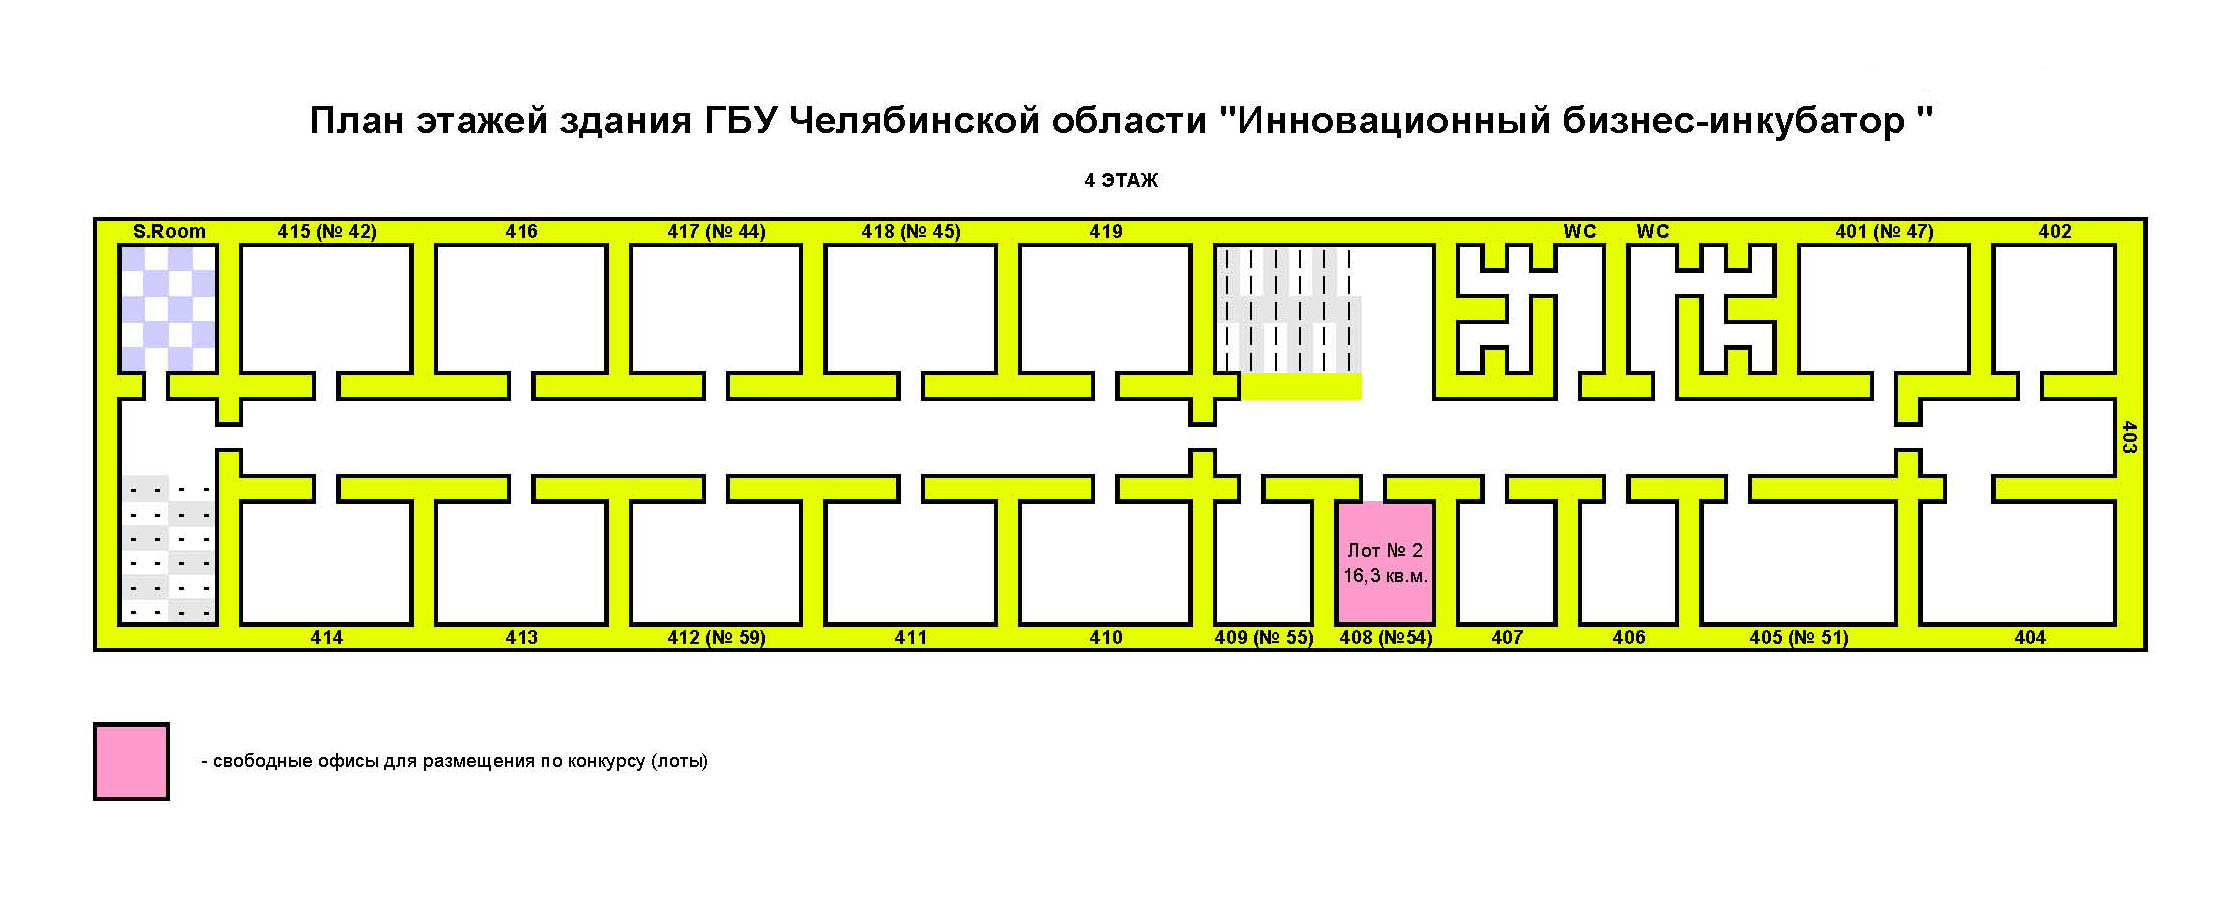 План этажей здания ГБУ Челябинской области "Инновационный бизнес-инкубатор "
4 ЭТАЖ
S.Room 415 (№ 42) 416 417 (№ 44) 418 (№ 45) 419 WC WC 401 (№ 47) 402
403
Лот № 2
16,3 кв.м.
414 413 412 (№ 59) 411 410 409 (№ 55) 408 (№54) 407 406 405 (№ 51) 404
- свободные офисы для размещения по конкурсу (лоты)